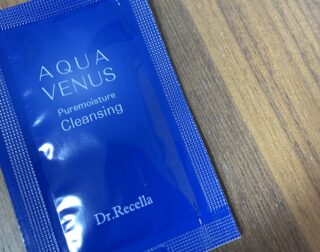 AQUA
VENUS
Puremoisture
Cleansing
Dr.Recella